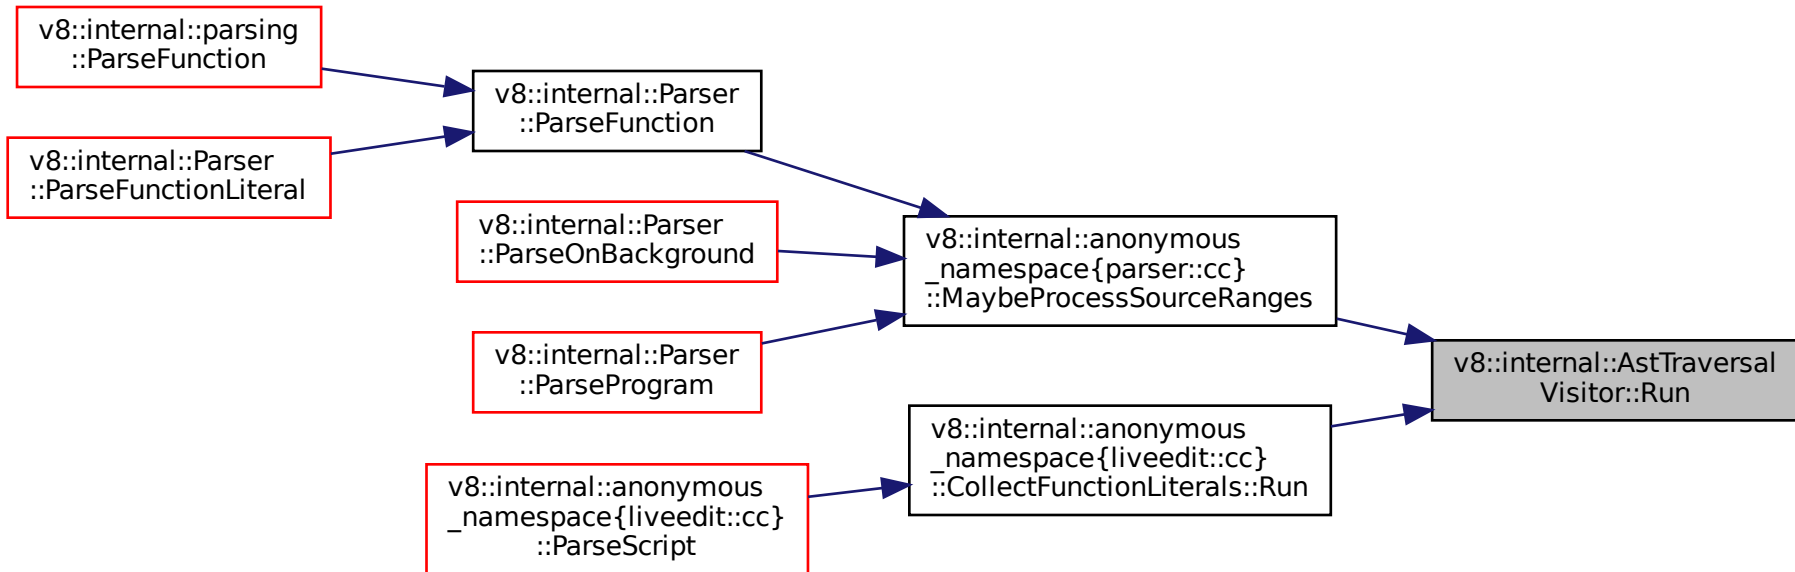 v8::internal::parsing
::ParseFunction
v8::internal::Parser
::ParseFunctionLiteral
v8::internal::Parser
::ParseFunction
v8::internal::Parser
::ParseOnBackground
v8::internal::Parser
::ParseProgram
v8::internal::anonymous
_namespace{liveedit::cc}
::ParseScript
v8::internal::anonymous
_namespace{parser::cc}
::MaybeProcessSourceRanges
v8::internal::anonymous
_namespace{liveedit::cc}
::CollectFunctionLiterals::Run
v8::internal::AstTraversal
Visitor::Run